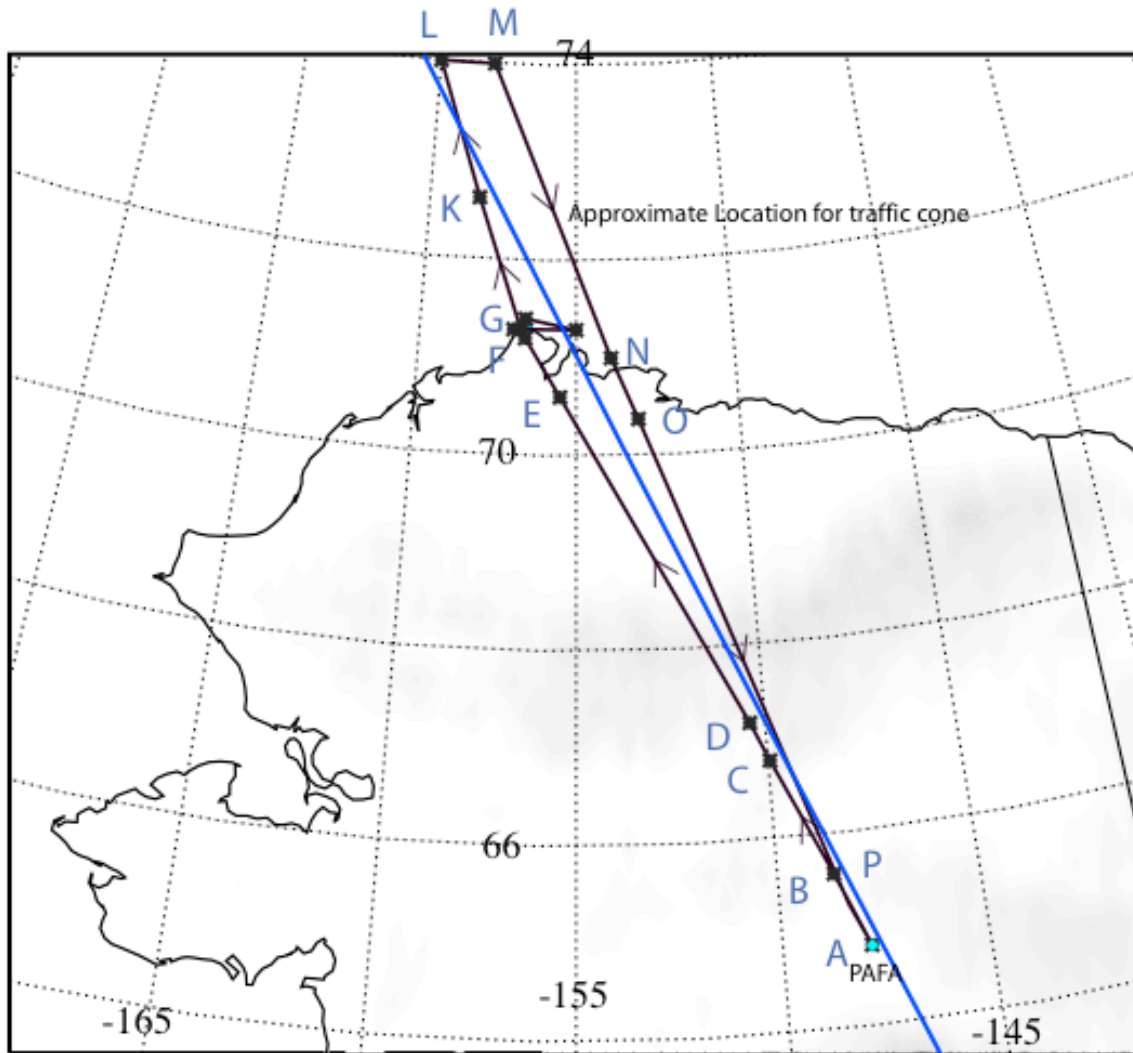 L M
74
K
Approximate Location for traffic cone
G
F
N
E
O
70
D
C
66
B
P
A
PAFA
-155
-165
-145